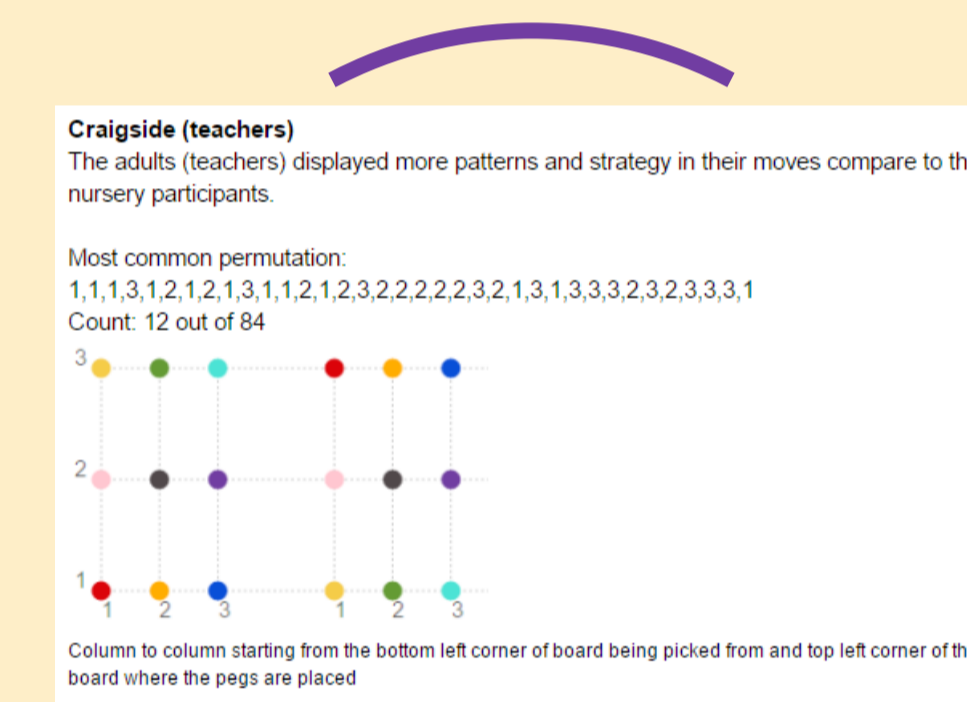 Craigside (teachers)
The adults (teachers) displayed more patterns and strategy in their moves compare to th
nursery participants.
Most common permutation:
1,1,1,3,1,2,1,2,1,3,1,1,2,1,2,3,2,2,2,2,2,3,2,1,3,1,3,3,3,2,3,2,3,3,3,1
Count: 12 out of 84
3
2
1
1 2 3 1 2 3
Column to column starting from the bottom left corner of board being picked from and top left corner of th
board where the pegs are placed